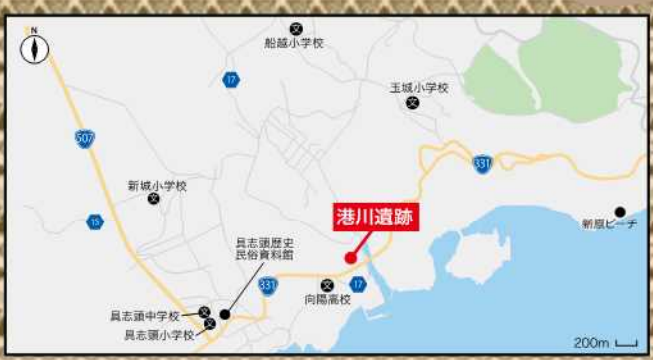 N
船越小学校
17
玉城小学校
507
331
新城小学校
港川遺跡
15
新原ビーチ
具志頭歴史
民俗資料館
331
17
向陽高校
具志頭中学校
具志頭小学校
200m